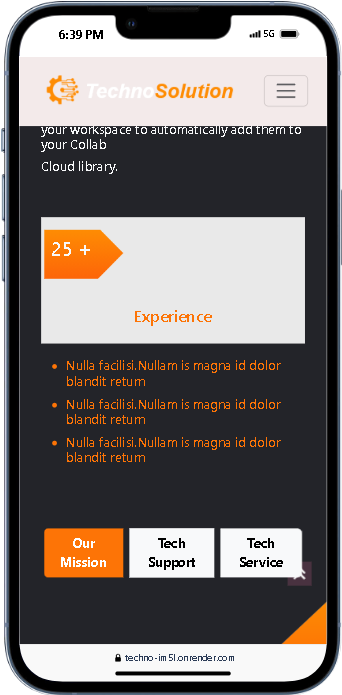 6:39 PM
5G
TechnoSolution
your workspace to automatically add them to
your Collab
Cloud library.
25 +
Experience
Nulla facilisi.Nullam is magna id dolor
blandit retum
Nulla facilisi.Nullam is magna id dolor
blandit retum
Nulla facilisi.Nullam is magna id dolor
blandit retum
Our
Mission
Tech
Support
Tech
Service
techno-im5l.onrender.com